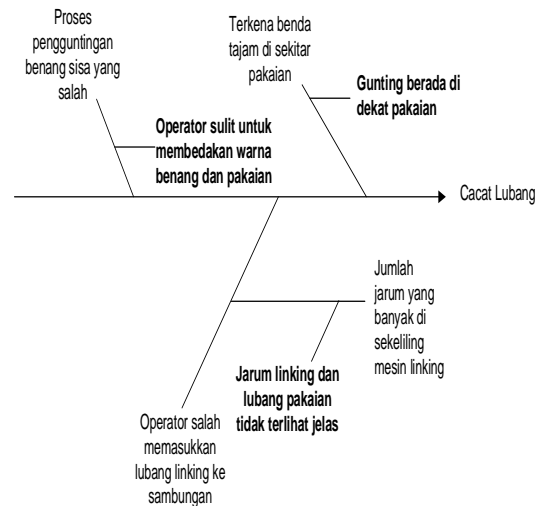 Proses
pengguntingan
benang sisa yang
salah
Terkena benda
tajam di sekitar
pakaian
Gunting berada di
dekat pakaian
Operator sulit untuk
membedakan warna
benang dan pakaian
Cacat Lubang
Jumlah
jarum yang
banyak di
sekeliling
mesin linking
Jarum linking dan
lubang pakaian
tidak terlihat jelas
Operator salah
memasukkan
lubang linking ke
sambungan